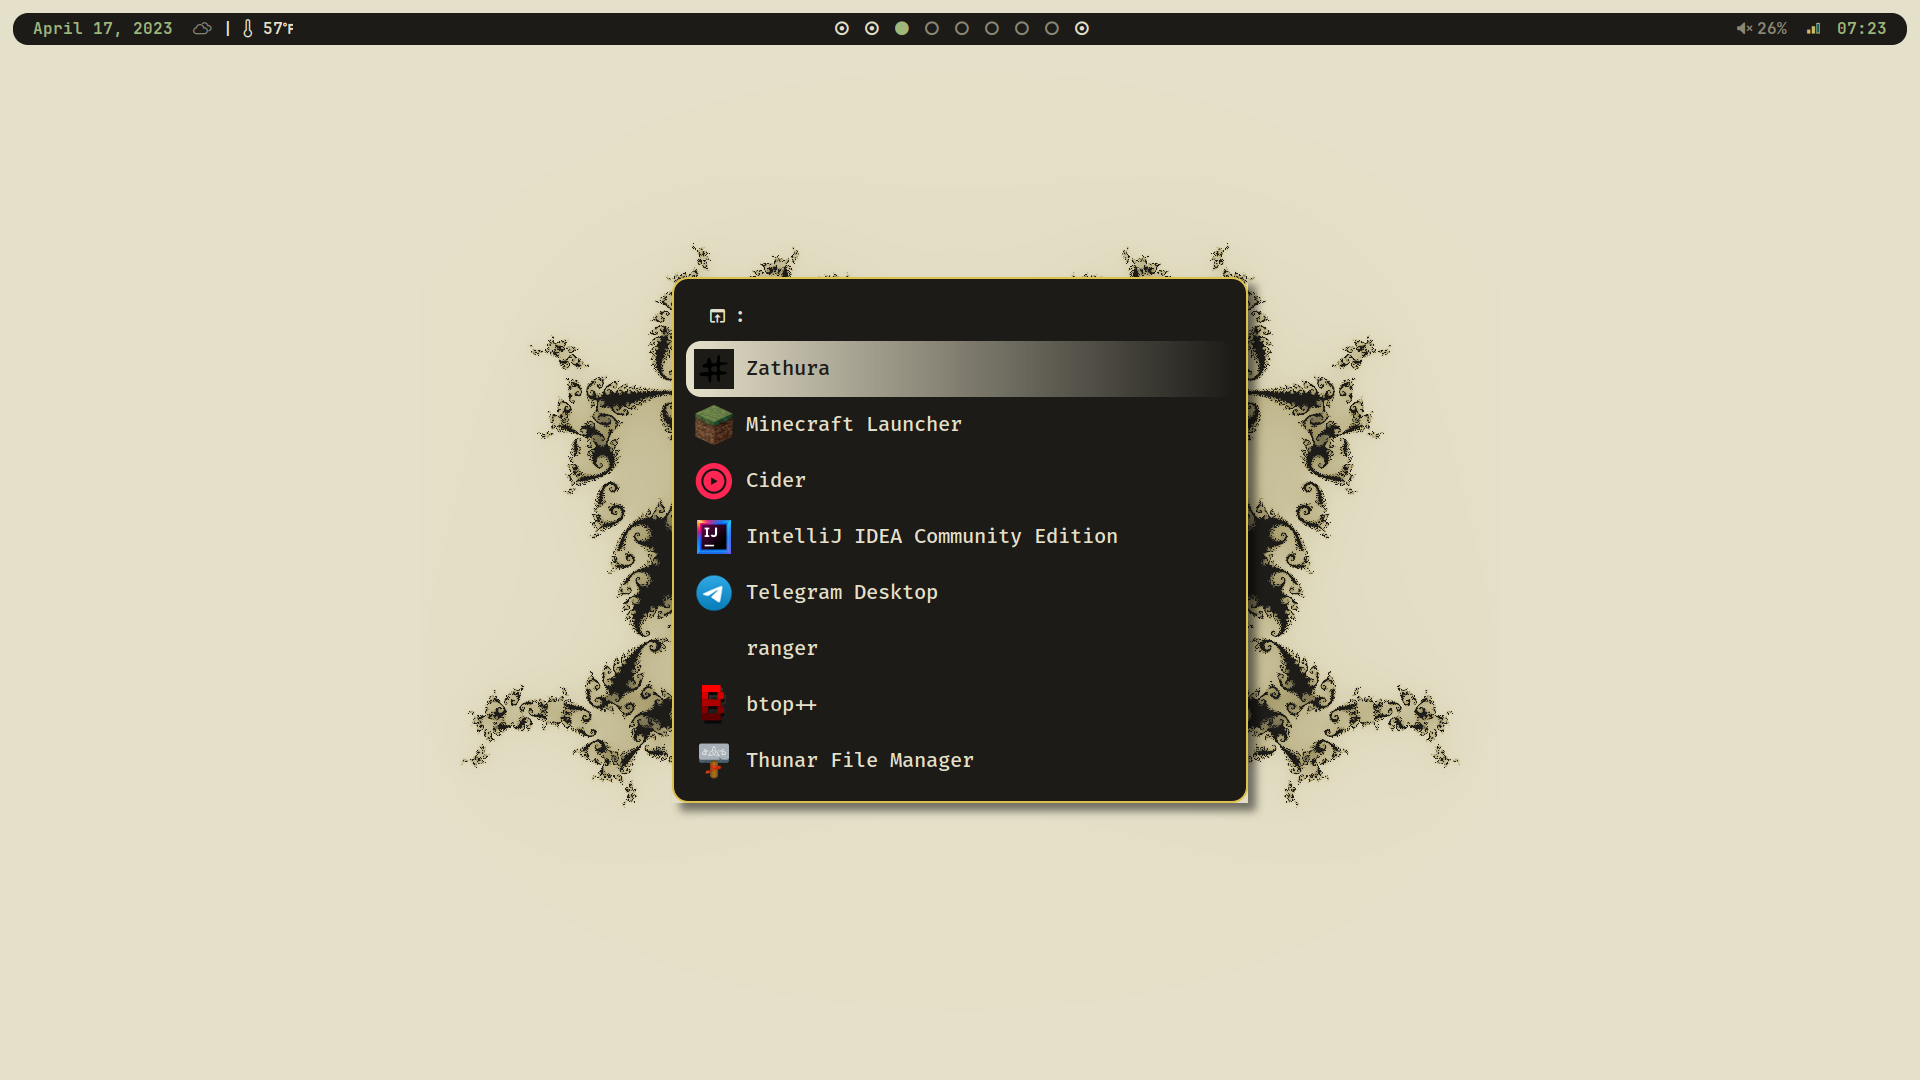 April 17, 2023 | 57°F 26% 07:23
:
Zathura
Minecraft Launcher
Cider
IJ IntelliJ IDEA Community Edition
Telegram Desktop
ranger
B btop++
Thunar File Manager